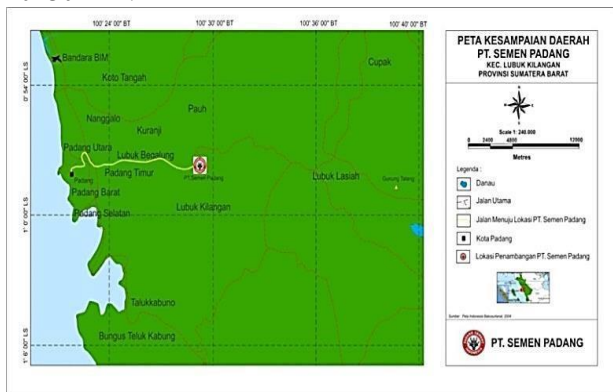 100° 24' 00" BT
100° 30' 00" BT
100° 36' 00" BT
100° 40' 00" BT
0° 54' 00" LS
1° 0' 00" LS
1° 6' 00" LS
Bandara BIM
Koto Tangah
Cupak
Pauh
Nanggalo
Kuranji
Padang Utara
Lubuk Begalung
Padang
Padang Timur
PT.Semen Padang
Lubuk Lasiah
Gunung Talang
Padang Barat
Lubuk Kilangan
Padang Selatan
Talukkabuno
Bungus Teluk Kabung
PETA KESAMPAIAN DAERAH
PT. SEMEN PADANG
KEC. LUBUK KILANGAN
PROVINSI SUMATERA BARAT
Scale 1: 240.000
0 2400 4800 12000
Metres
Legenda :
Danau
Jalan Utama
Jalan Menuju Lokasi PT. Semen Padang
Kota Padang
Lokasi Penambangan PT. Semen Padang
PT. SEMEN PADANG